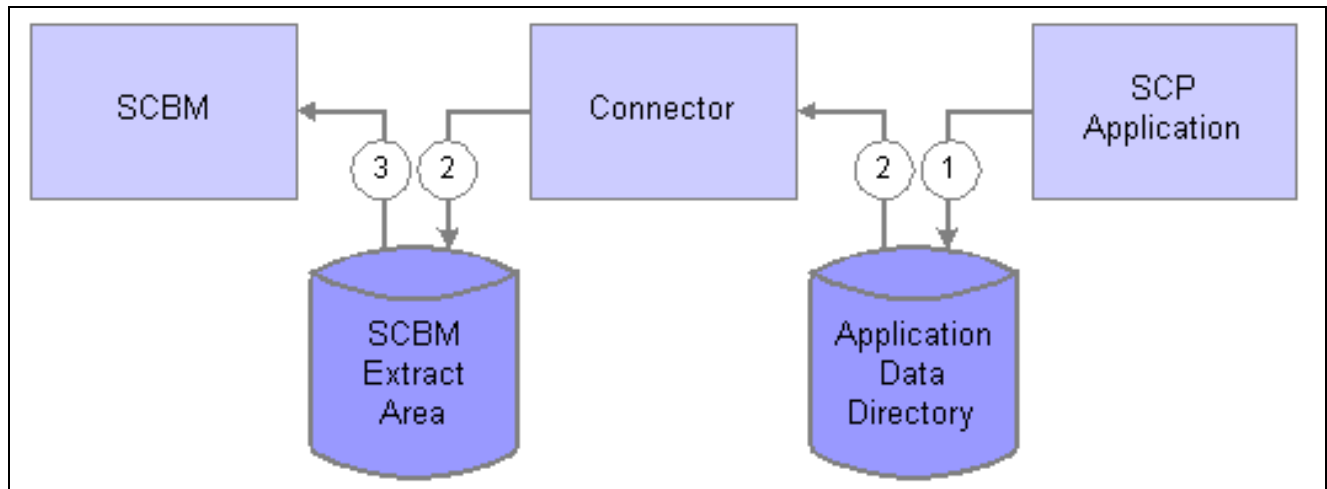 SCBM
Connector
SCP
Application
3
2
2
1
SCBM
Extract
Area
Application
Data
Directory